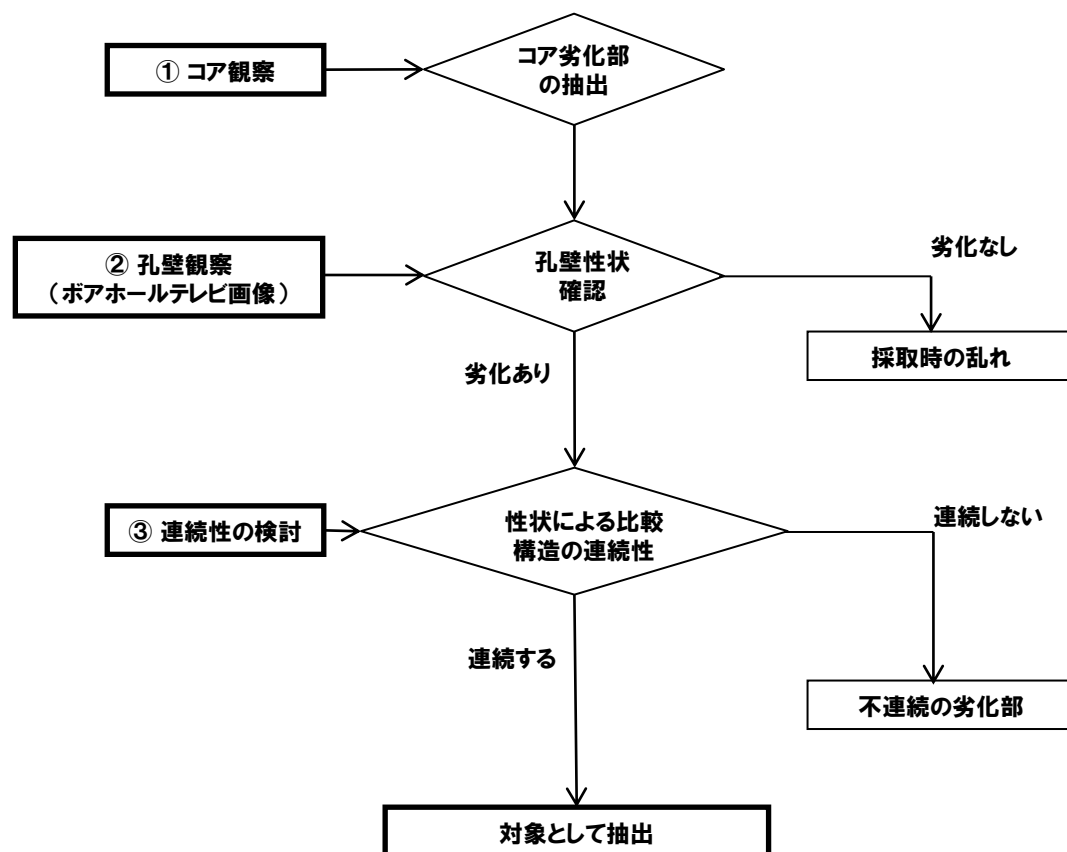 ① コア観察
コア劣化部
の抽出
② 孔壁観察
（ボアホールテレビ画像）
孔壁性状
確認
劣化なし
採取時の乱れ
劣化あり
③ 連続性の検討
性状による比較
構造の連続性
連続しない
連続する
不連続の劣化部
対象として抽出